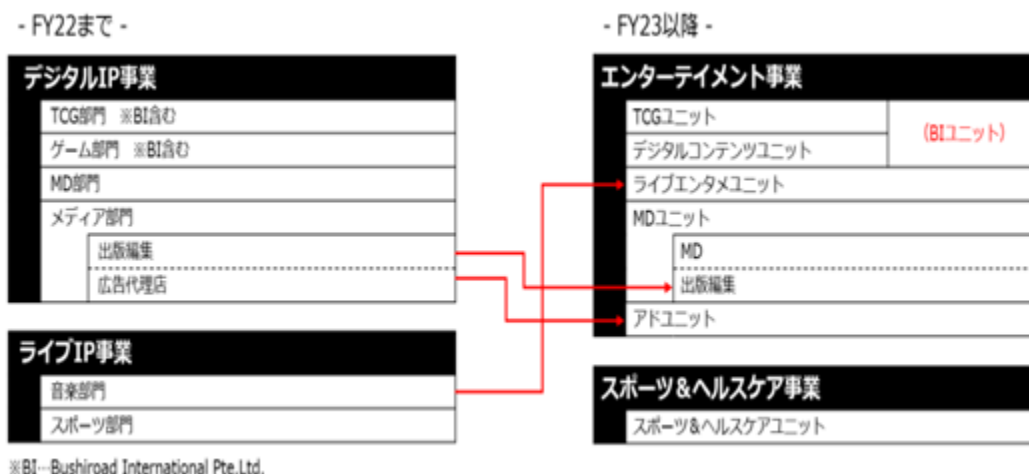 - FY22まで -
デジタルIP事業
TCG部門 ※BI含む
ゲーム部門 ※BI含む
MD部門
メディア部門
出版編集
広告代理店
ライブIP事業
音楽部門
スポーツ部門
※BI…Bushiroad International Pte.Ltd.
- FY23以降 -
エンターテイメント事業
TCGユニット
(BIユニット)
デジタルコンテンツユニット
ライブエンタメユニット
MDユニット
MD
出版編集
アドユニット
スポーツ&ヘルスケア事業
スポーツ&ヘルスケアユニット